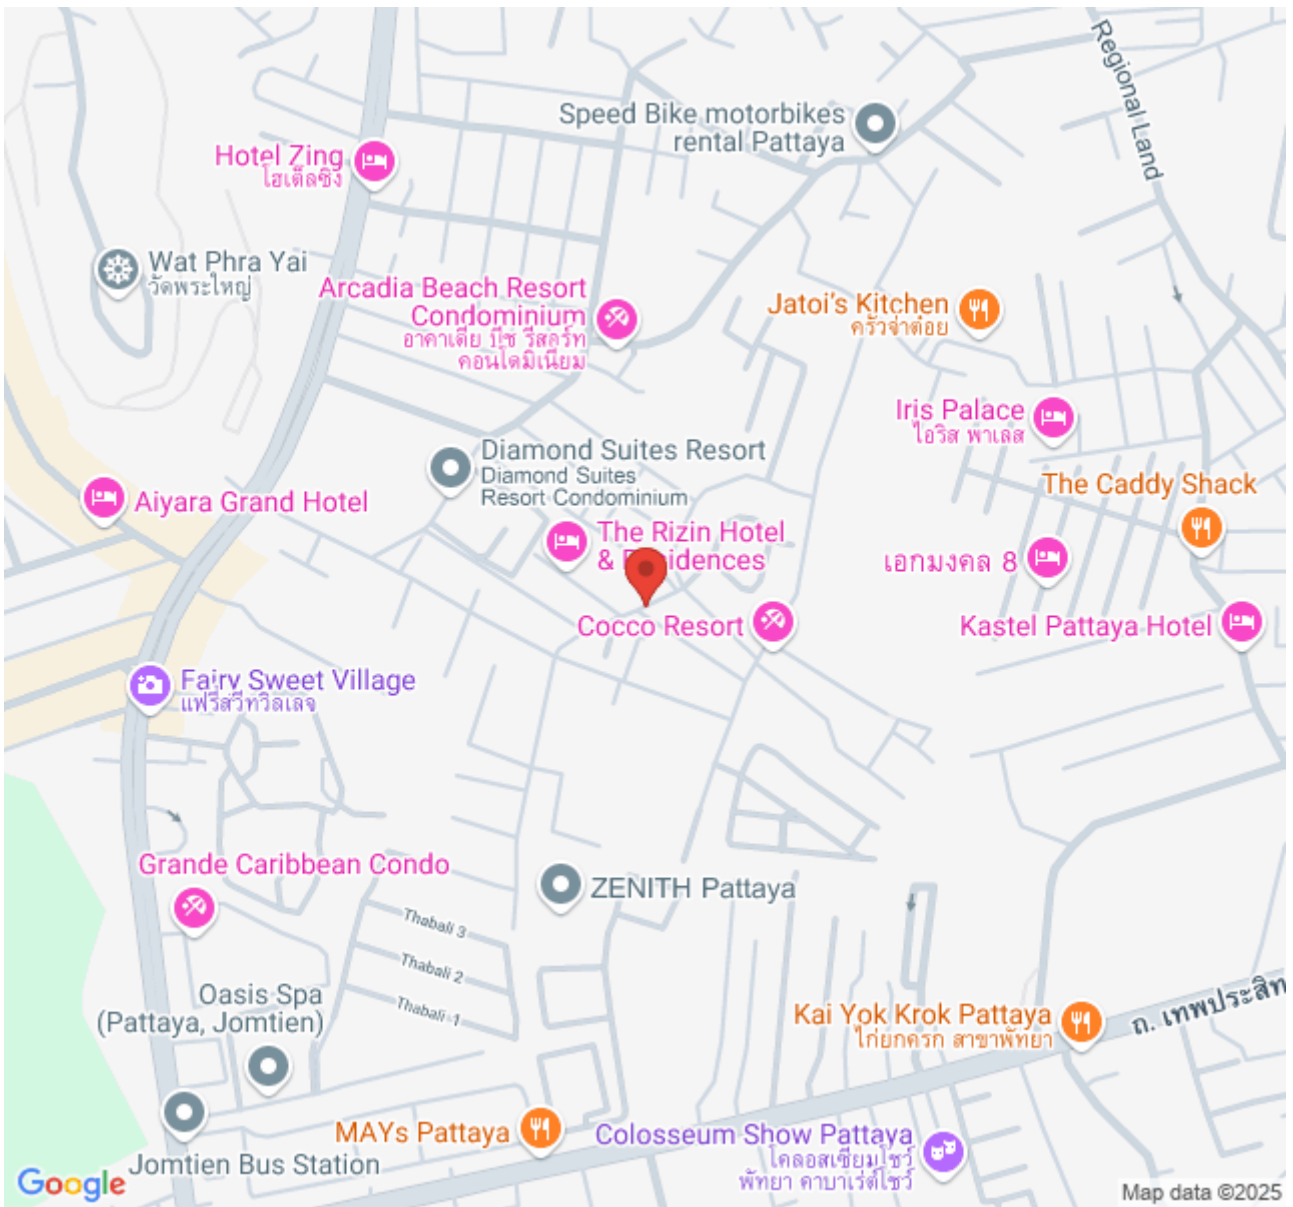 Regional Land
Speed Bike motorbikes
rental Pattaya
Hotel Zing
โฮเต็ลซิง
Wat Phra Yai
วัดพระใหญ่
Arcadia Beach Resort
Condominium
อาคาเดีย บีช รีสอร์ท
คอนโดมิเนียม
Jatoi's Kitchen
ครัวจ่าต๋อย
Iris Palace
ไอริส พาเลส
Diamond Suites Resort
Diamond Suites
Resort Condominium
The Caddy Shack
Aiyara Grand Hotel
The Rizin Hotel
&
เอกมงคล 8
Cocco Resort
Kastel Pattaya Hotel
Fairy Sweet Village
แฟรี่สวีทวิลเลจ
Grande Caribbean Condo
ZENITH Pattaya
Thabali 3
Thabali 2
Thabali 1
Oasis Spa
(Pattaya, Jomtien)
Kai Yok Krok Pattaya
ไก่ยกครก สาขาพัทยา
ถ. เทพประสิท
MAYs Pattaya
Colosseum Show Pattaya
โคลอสเซียมโชว์
พัทยา คาบาเร่ต์โชว์
Jomtien Bus Station
Google
Map data ©2025